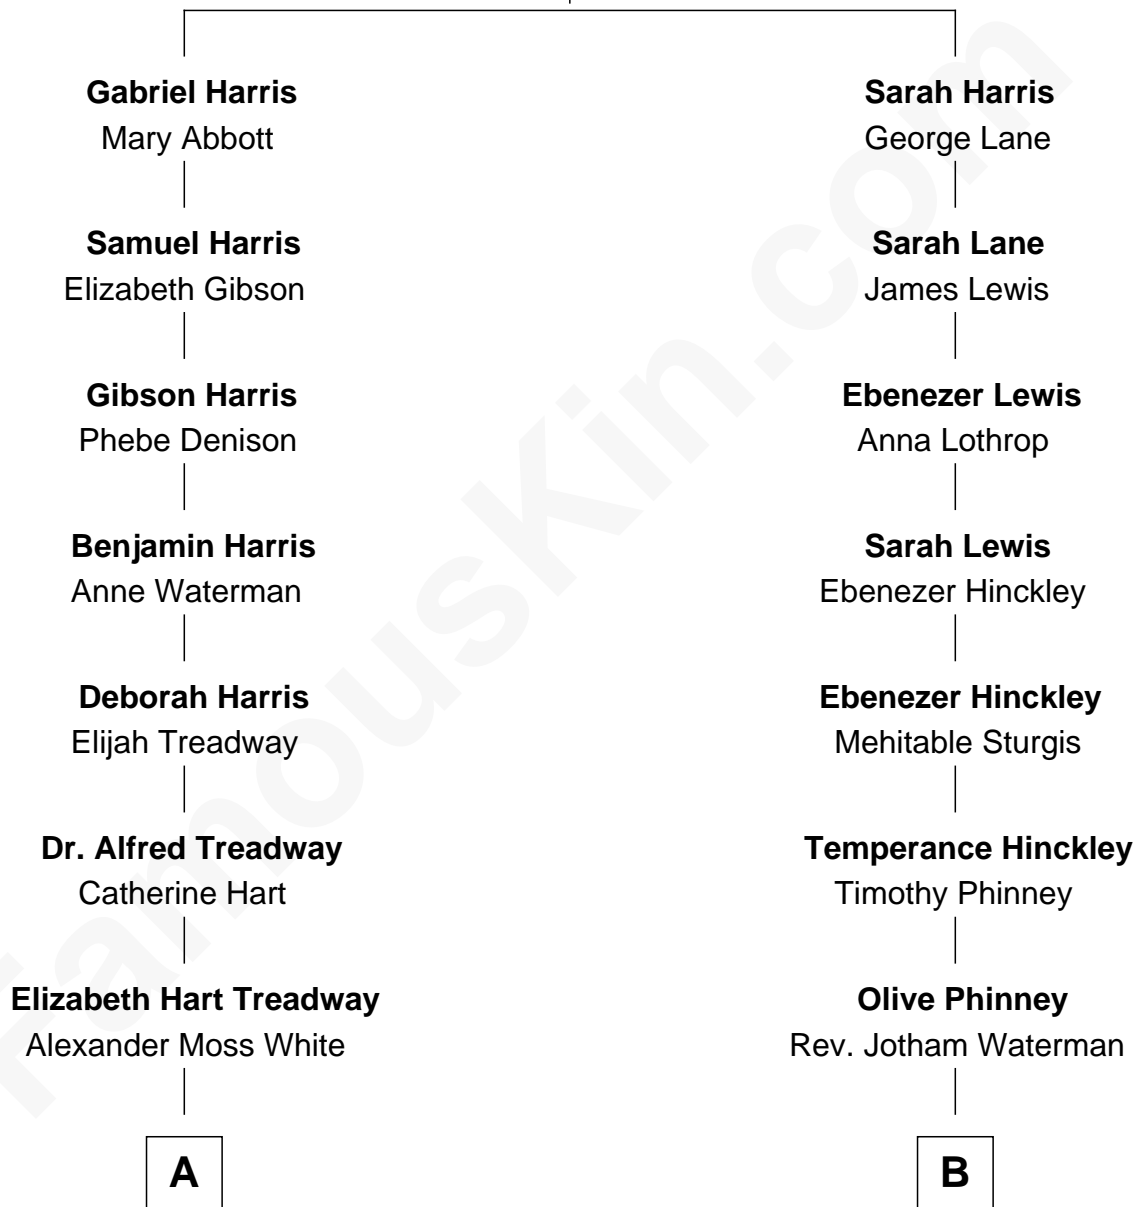 Gabriel Harris
Mary Abbott
Sarah Harris
George Lane
Samuel Harris
Elizabeth Gibson
Sarah Lane
James Lewis
Gibson Harris
Phebe Denison
Ebenezer Lewis
Anna Lothrop
Benjamin Harris
Anne Waterman
Sarah Lewis
Ebenezer Hinckley
Deborah Harris
Elijah Treadway
Ebenezer Hinckley
Mehitable Sturgis
Dr. Alfred Treadway
Catherine Hart
Temperance Hinckley
Timothy Phinney
Elizabeth Hart Treadway
Alexander Moss White
Olive Phinney
Rev. Jotham Waterman
A
B
FamousKin.com